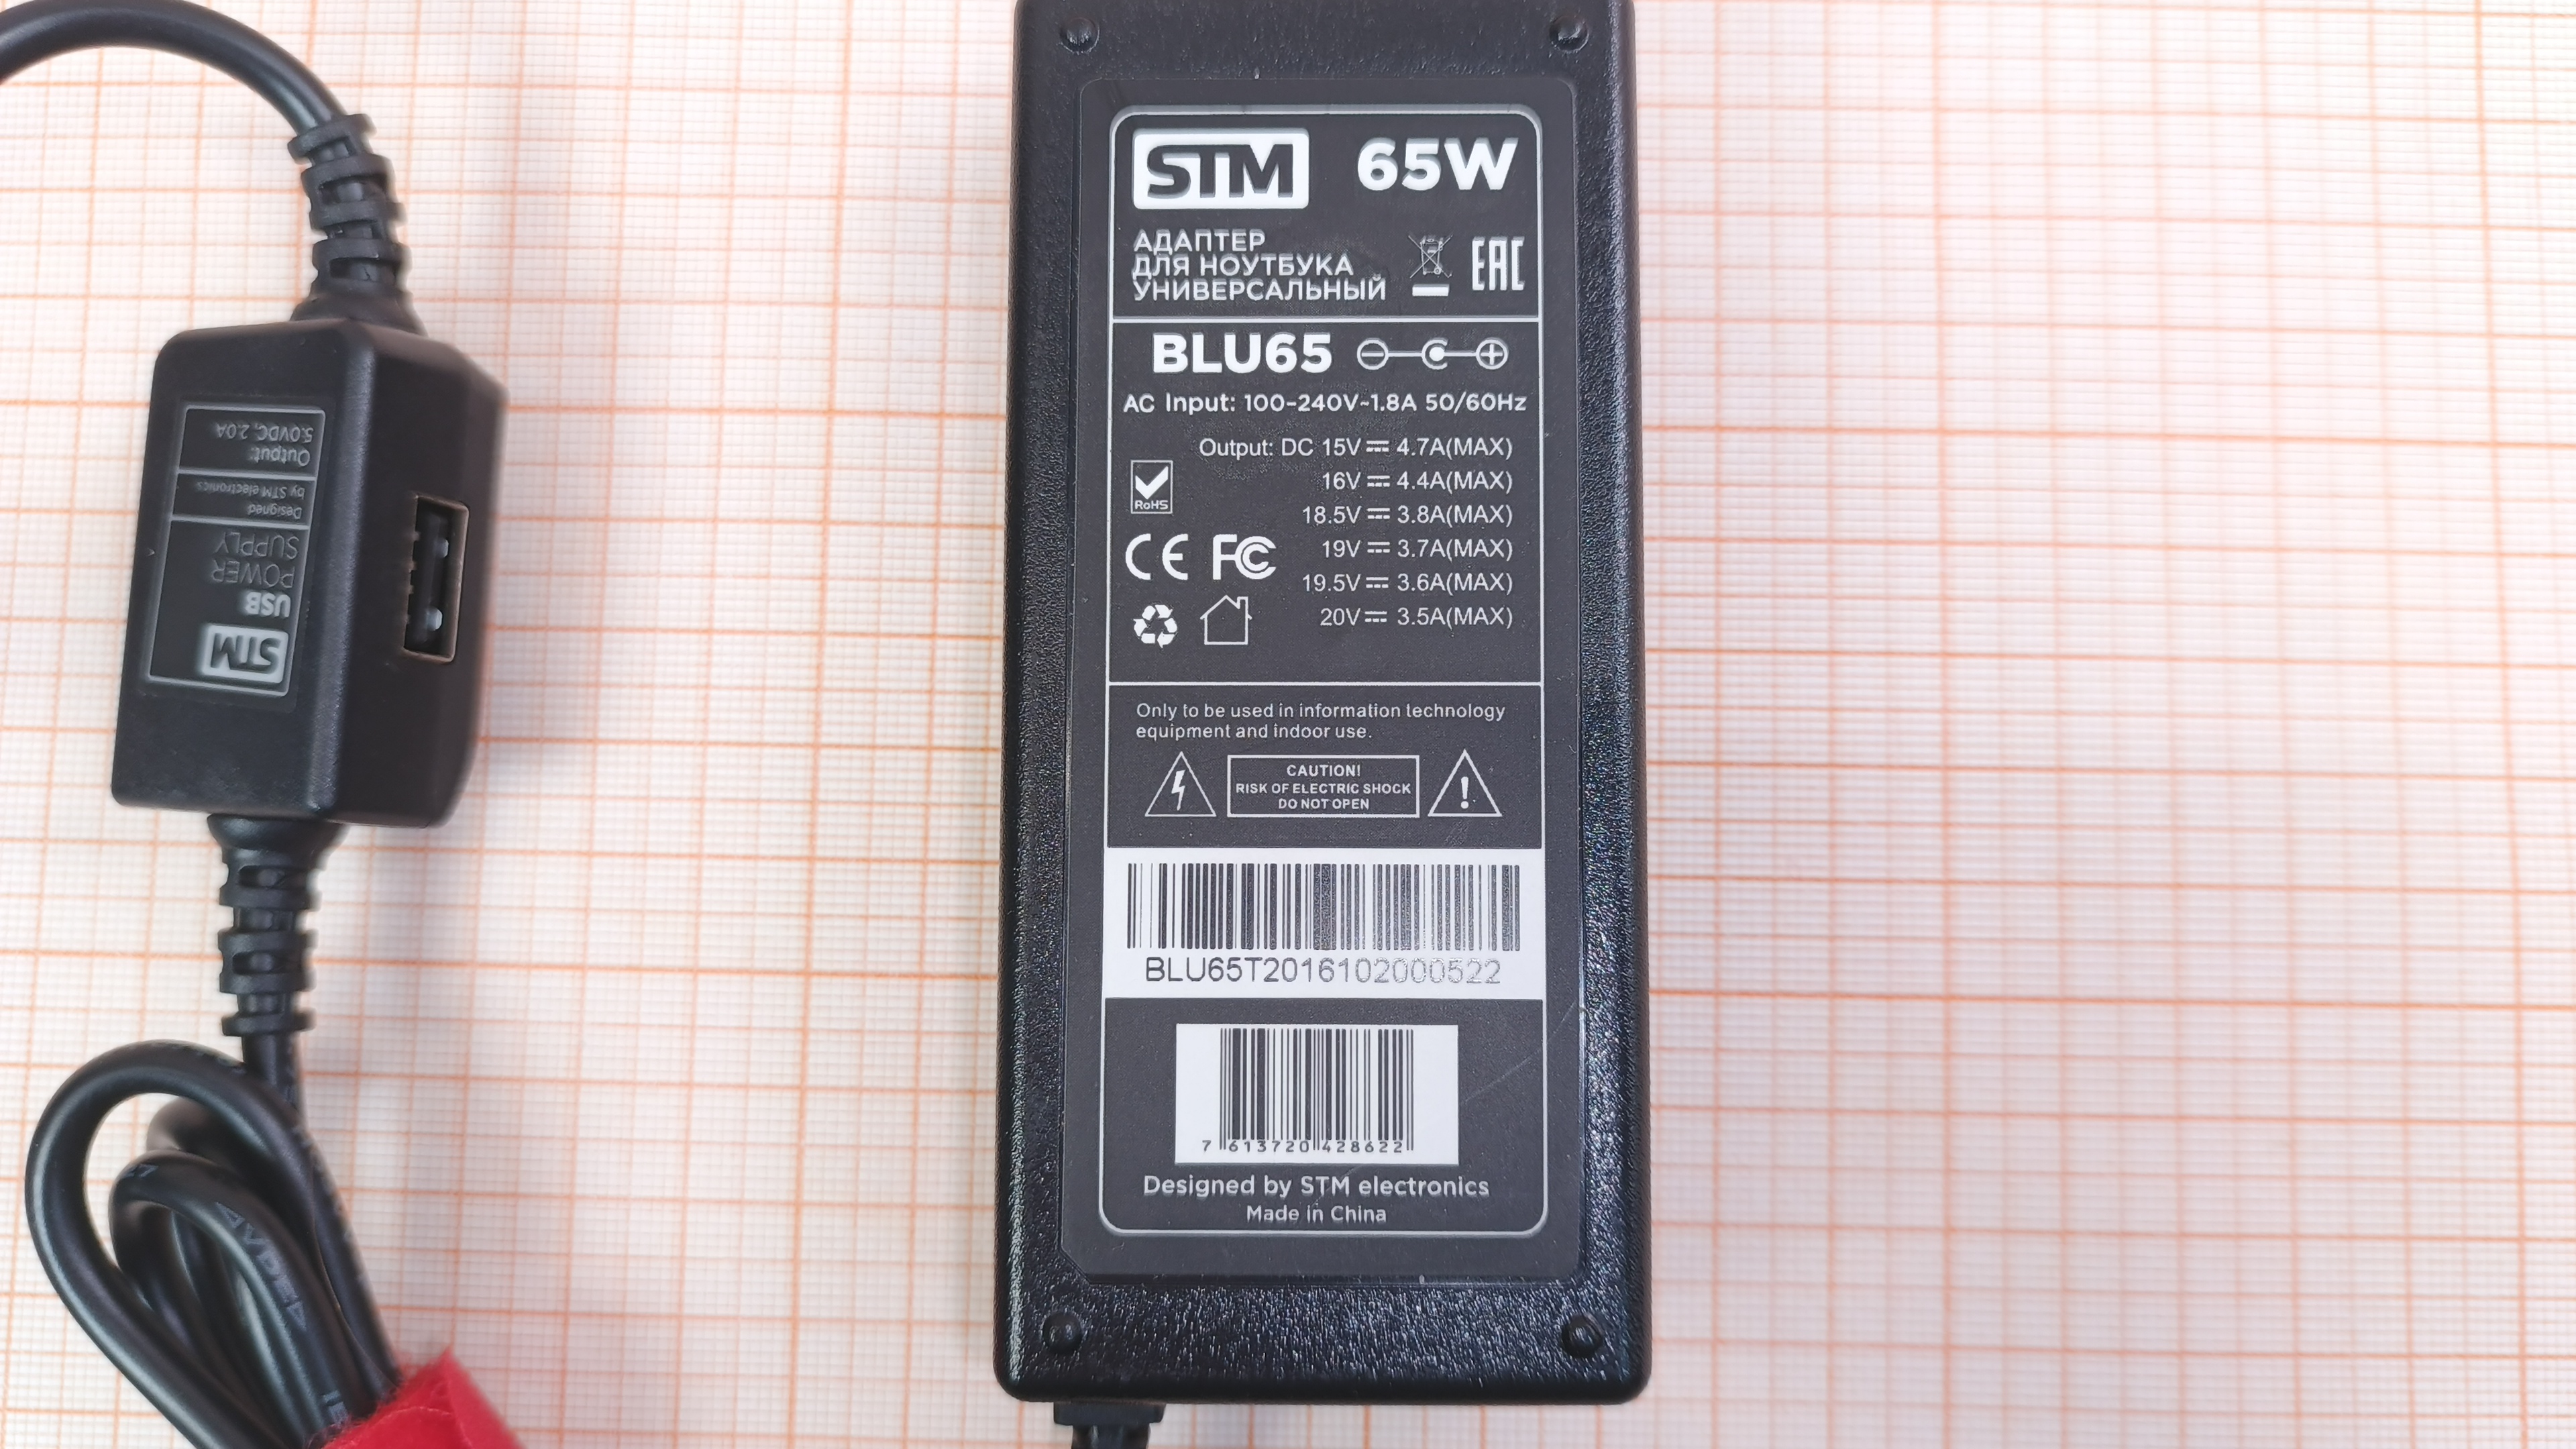 STM 65W
АДАПТЕР
ДЛЯ НОУТБУКА
УНИВЕРСАЛЬНЫЙ
EAC
BLU65
AC Input: 100-240V~1.8A 50/60Hz
Output: DC 15V 4.7A(MAX)
16V 4.4A(MAX)
18.5V 3.8A(MAX)
19V 3.7A(MAX)
19.5V 3.6A(MAX)
20V 3.5A(MAX)
RoHS
CE FC
Only to be used in information technology
equipment and indoor use.
CAUTION!
RISK OF ELECTRIC SHOCK
DO NOT OPEN
BLU65T2016102000522
7 613720 428622
Designed by STM electronics
Made in China
STM
USB
POWER
SUPPLY
Designed
by STM electronics
Output:
5.0VDC, 2.0A